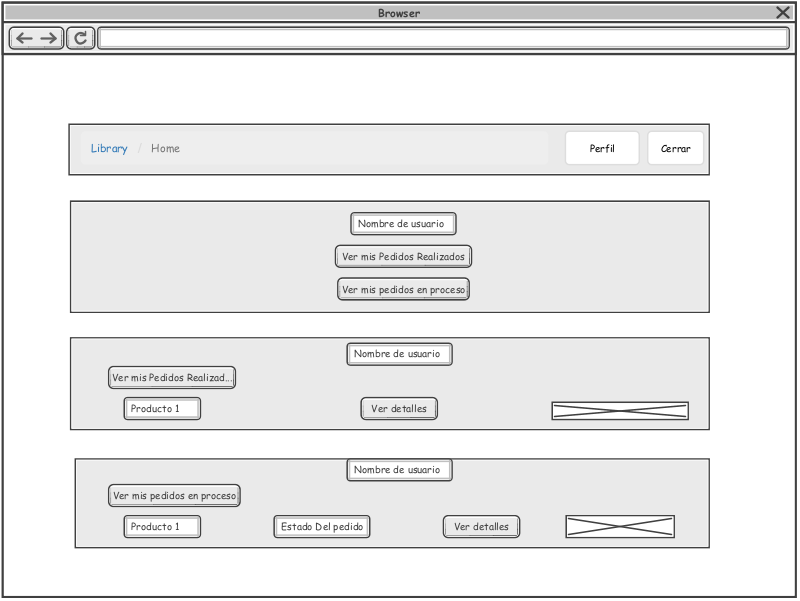 Browser
Library / Home
Perfil
Cerrar
Nombre de usuario
Ver mis Pedidos Realizados
Ver mis pedidos en proceso
Nombre de usuario
Ver mis Pedidos Realizad...
Producto 1
Ver detalles
Nombre de usuario
Ver mis pedidos en proceso
Producto 1
Estado Del pedido
Ver detalles